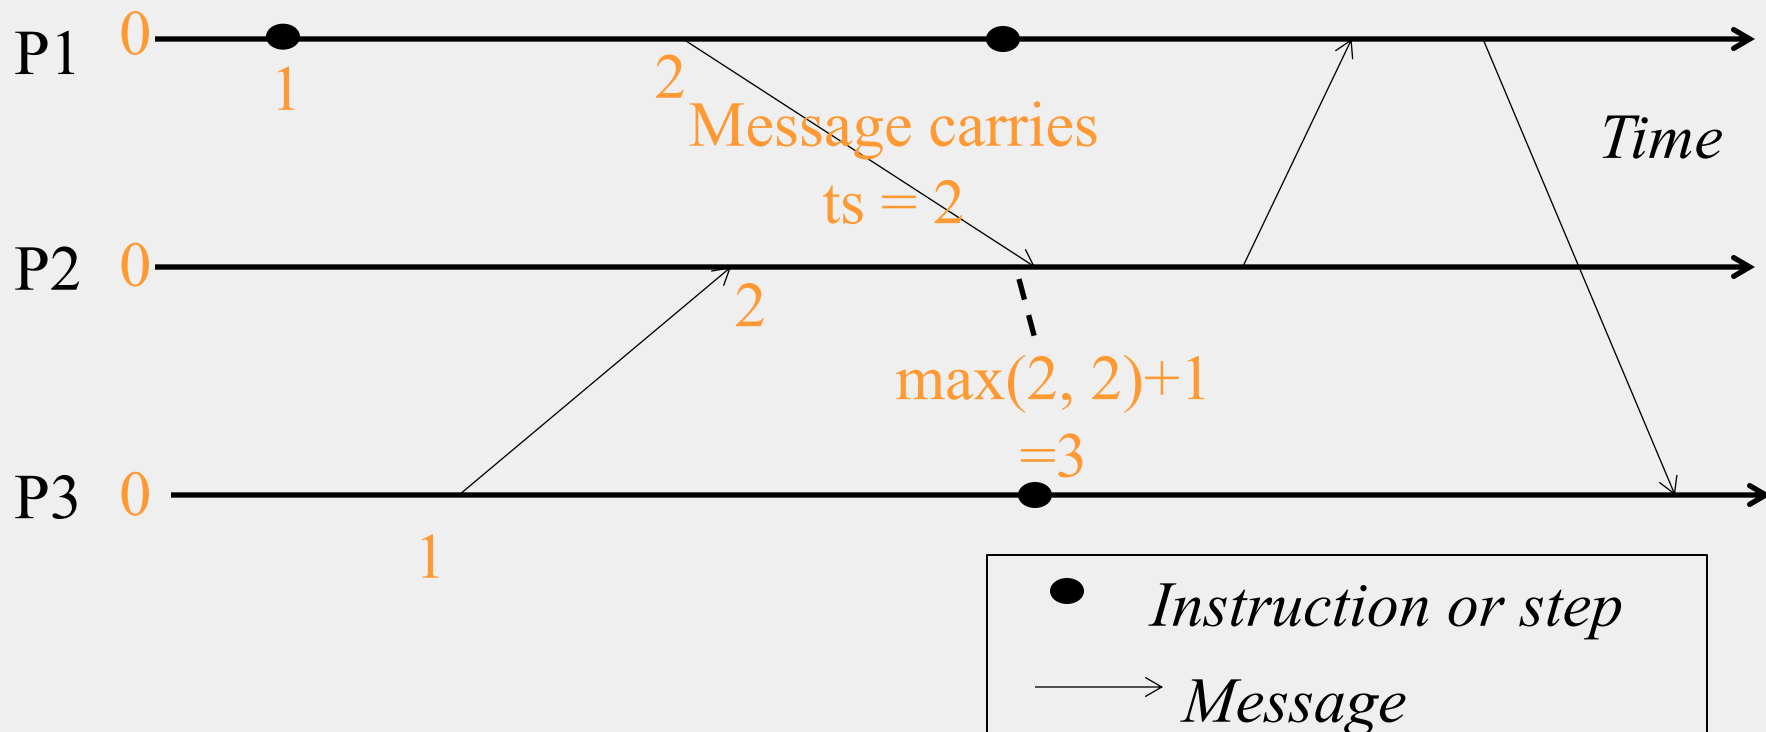 P1 0
1
2
Message carries
ts = 2
Time
P2 0
2
max(2, 2)+1
=3
P3 0
1
Instruction or step
Message